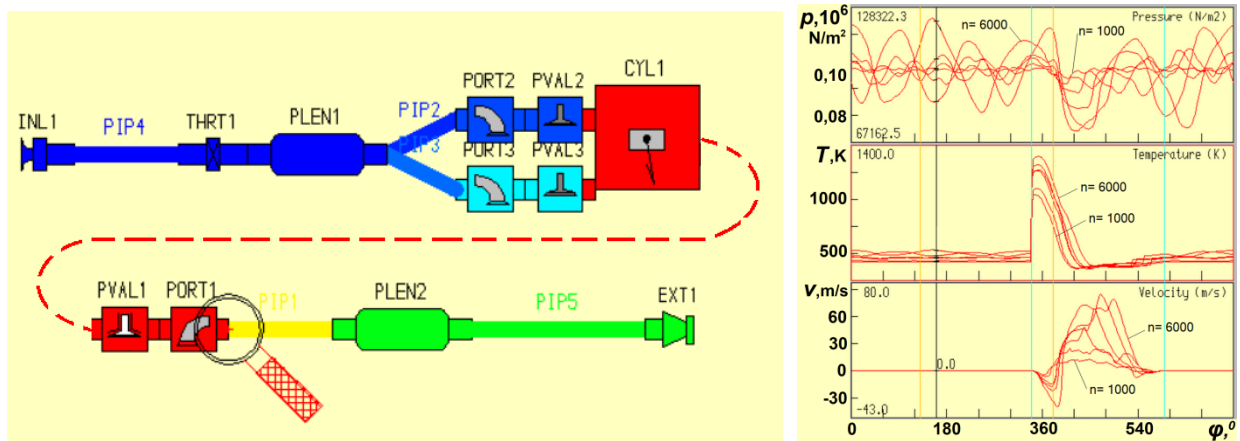 INL1
PIP4
THRT1
PLEN1
PIP2
PIP3
PORT2
PVAL2
CYL1
PORT3
PVAL3
PVAL1
PORT1
PIP1
PLEN2
PIP5
EXT1
p,10⁶
N/m²
128322.3
Pressure (N/m2)
n= 6000
n= 1000
0,10
0,08
67162.5
T,K
1400.0
Temperature (K)
1000
n= 6000
n= 1000
500
v,m/s
80.0
Velocity (m/s)
60
n= 6000
30
0
0.0
n= 1000
-30
-43.0
0
180
360
540
φ,⁰